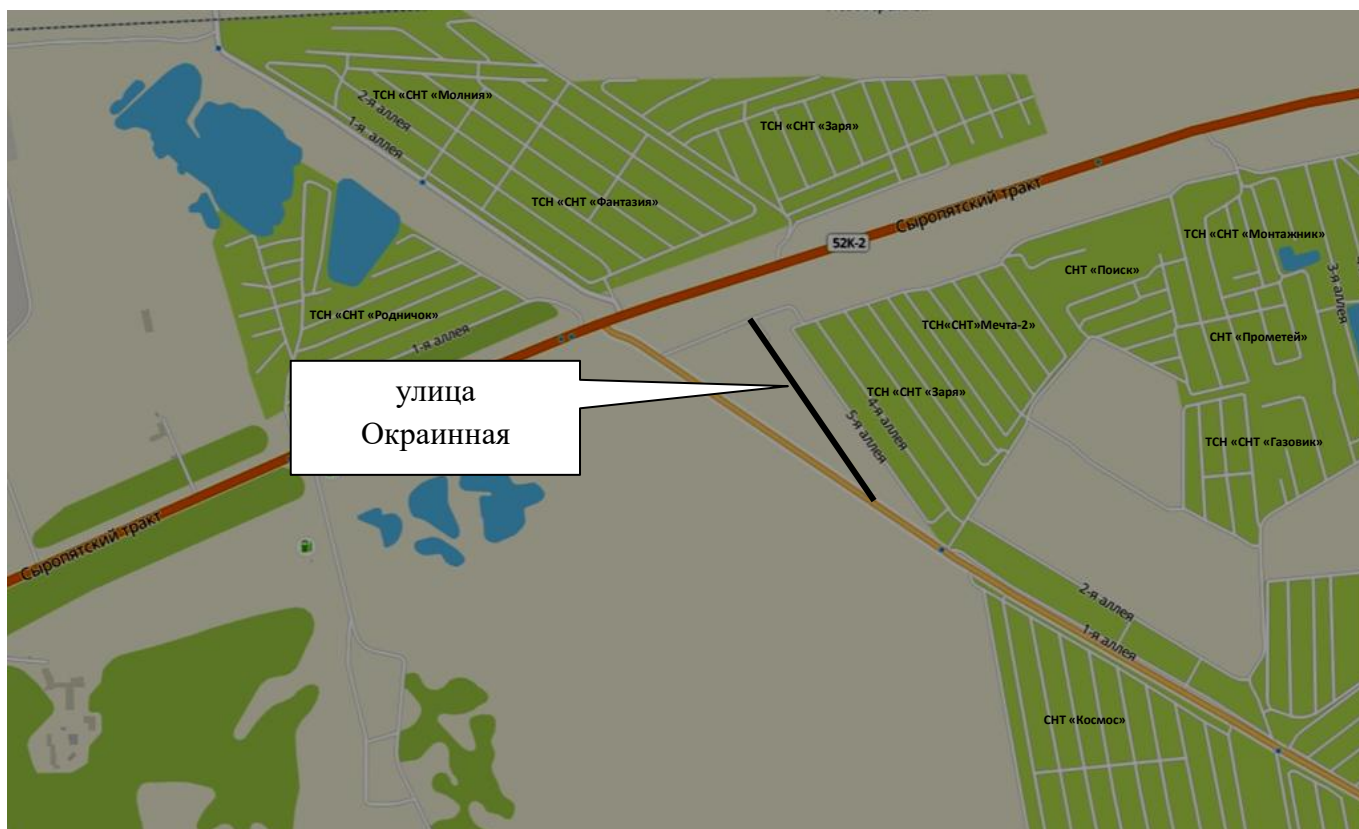 ТСН «СНТ «Молния»
2-я аллея
1-я аллея
ТСН «СНТ «Заря»
ТСН «СНТ «Фантазия»
Сыропятский тракт
52К-2
ТСН «СНТ «Монтажник»
СНТ «Поиск»
3-я аллея
ТСН «СНТ «Родничок»
1-я аллея
ТСН«СНТ»Мечта-2»
СНТ «Прометей»
улица
Окраинная
ТСН «СНТ «Заря»
4-я аллея
5-я аллея
ТСН «СНТ «Газовик»
Сыропятский тракт
2-я аллея
1-я аллея
СНТ «Космос»